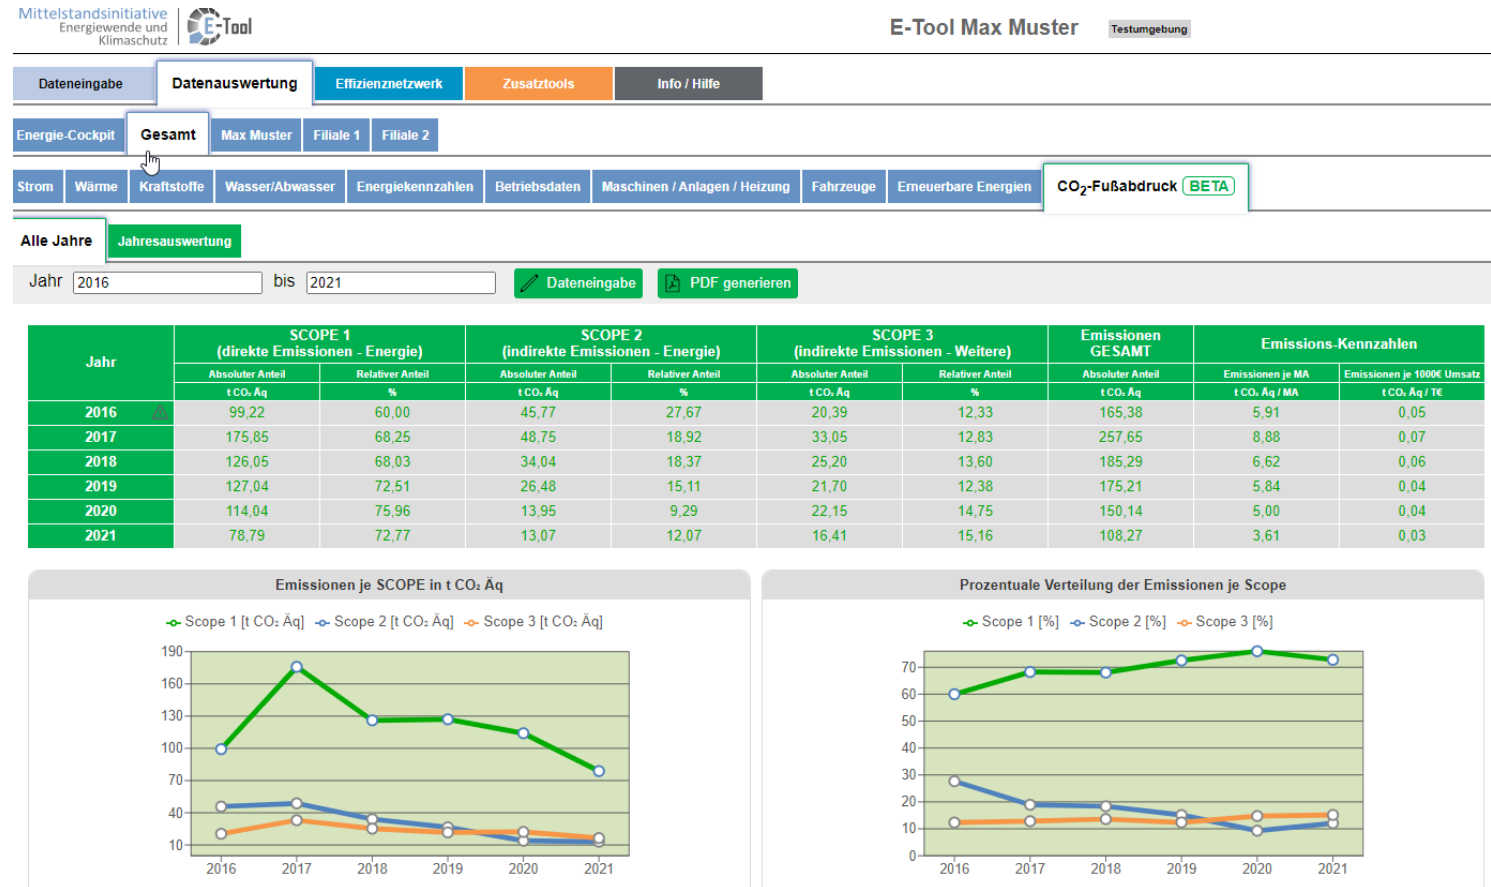 Mittelstandsinitiative
Energiewende und
Klimaschutz
E-Tool
E-Tool Max Muster
Testumgebung
Dateneingabe Datenauswertung Effizienznetzwerk Zusatztools Info / Hilfe
Energie-Cockpit Gesamt Max Muster Filiale 1 Filiale 2
Strom Wärme Kraftstoffe Wasser/Abwasser Energiekennzahlen Betriebsdaten Maschinen / Anlagen / Heizung Fahrzeuge Erneuerbare Energien CO₂-Fußabdruck BETA
Alle Jahre Jahresauswertung
Jahr 2016 bis 2021 Dateneingabe PDF generieren
Jahr SCOPE 1 SCOPE 2 SCOPE 3 Emissionen Emissions-Kennzahlen
(direkte Emissionen - Energie) (indirekte Emissionen - Energie) (indirekte Emissionen - Weitere) GESAMT
Absoluter Anteil Relativer Anteil Absoluter Anteil Relativer Anteil Absoluter Anteil Relativer Anteil Absoluter Anteil Emissionen je MA Emissionen je 1000€ Umsatz
t CO₂ Äq % t CO₂ Äq % t CO₂ Äq % t CO₂ Äq t CO₂ Äq / MA t CO₂ Äq / T€
2016 99,22 60,00 45,77 27,67 20,39 12,33 165,38 5,91 0,05
2017 175,85 68,25 48,75 18,92 33,05 12,83 257,65 8,88 0,07
2018 126,05 68,03 34,04 18,37 25,20 13,60 185,29 6,62 0,06
2019 127,04 72,51 26,48 15,11 21,70 12,38 175,21 5,84 0,04
2020 114,04 75,96 13,95 9,29 22,15 14,75 150,14 5,00 0,04
2021 78,79 72,77 13,07 12,07 16,41 15,16 108,27 3,61 0,03
Emissionen je SCOPE in t CO₂ Äq
Scope 1 [t CO₂ Äq] Scope 2 [t CO₂ Äq] Scope 3 [t CO₂ Äq]
190
160
130
100
70
40
10
2016 2017 2018 2019 2020 2021
Prozentuale Verteilung der Emissionen je Scope
Scope 1 [%] Scope 2 [%] Scope 3 [%]
70
60
50
40
30
20
10
0
2016 2017 2018 2019 2020 2021